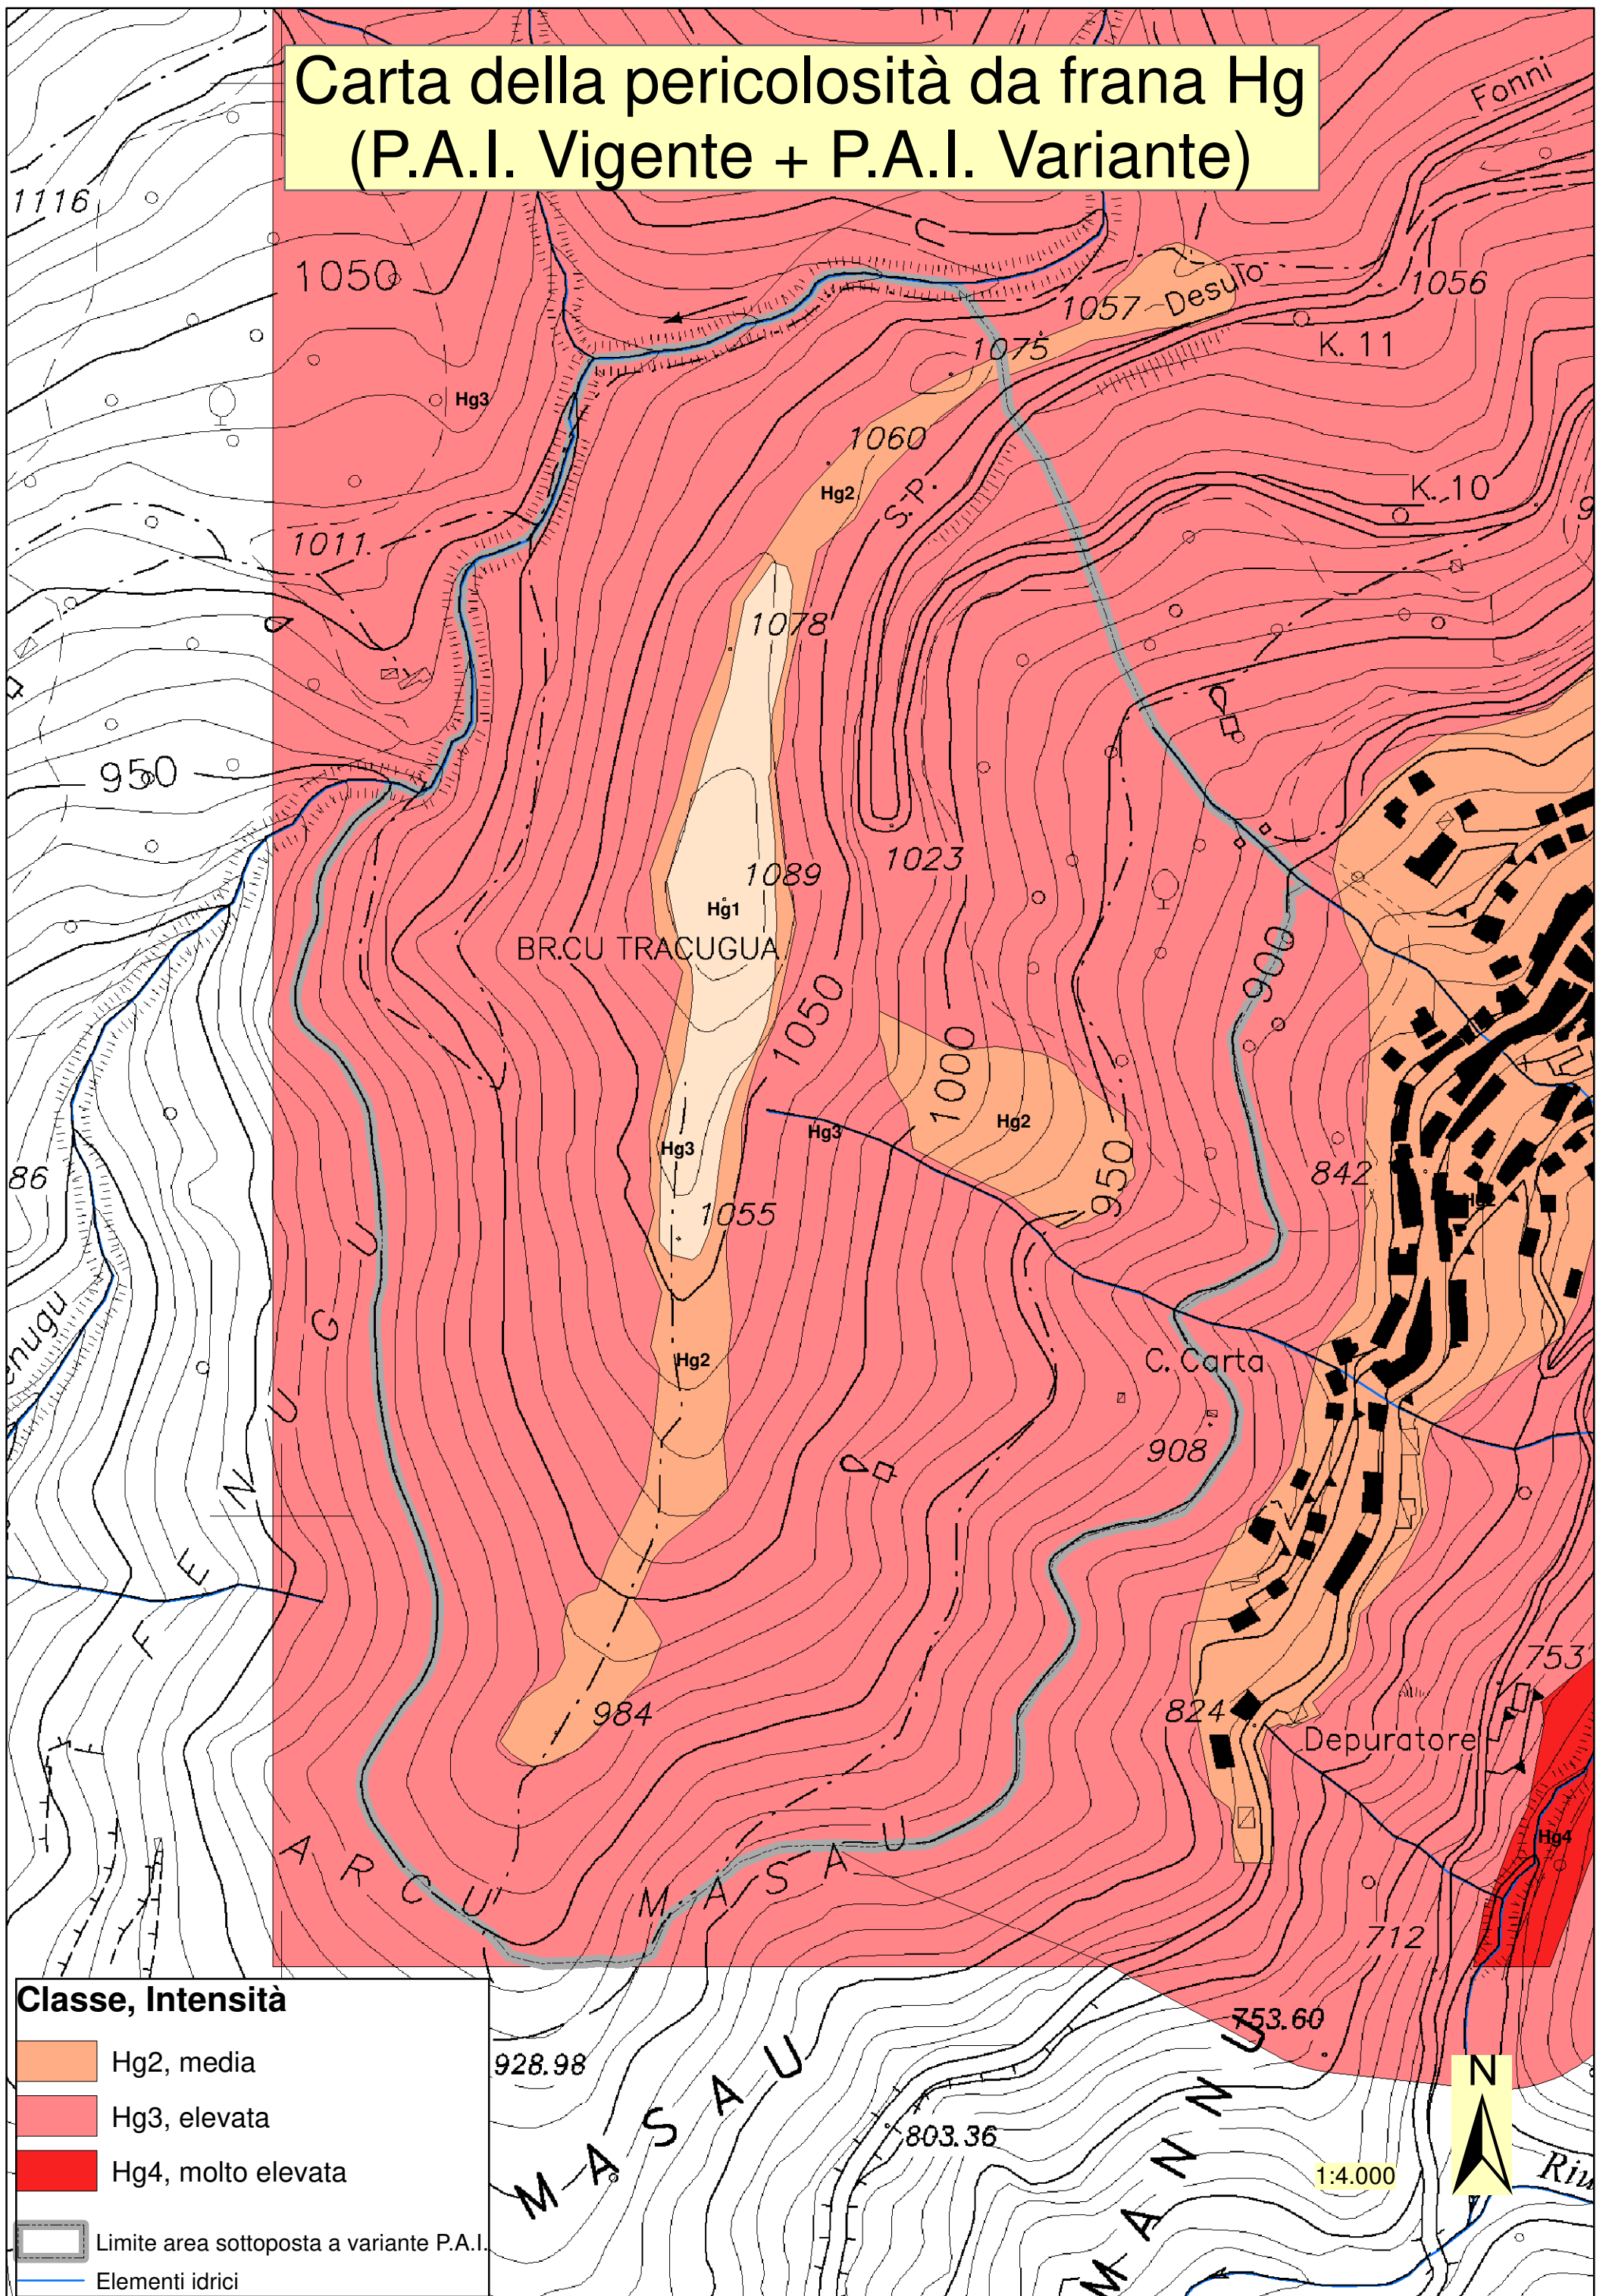 Carta della pericolosità da frana Hg
(P.A.I. Vigente + P.A.I. Variante)
Fonni
1116
1050
1057
Desulo
1056
1075
K. 11
Hg3
1060
Hg2
S.P.
K. 10
1011
1078
950
1023
1089
Hg1
BR.CU TRACUGUA
900
1050
1000
Hg2
Hg3
Hg3
950
842
86
1055
enugu
Hg2
C. Carta
908
F E N U G U
984
753
824
Depuratore
Hg4
ARCU MASAU
712
753.60
928.98
MASAU
803.36
MANNU
Riu
N
1:4.000
Classe, Intensità
Hg2, media
Hg3, elevata
Hg4, molto elevata
Limite area sottoposta a variante P.A.I.
Elementi idrici